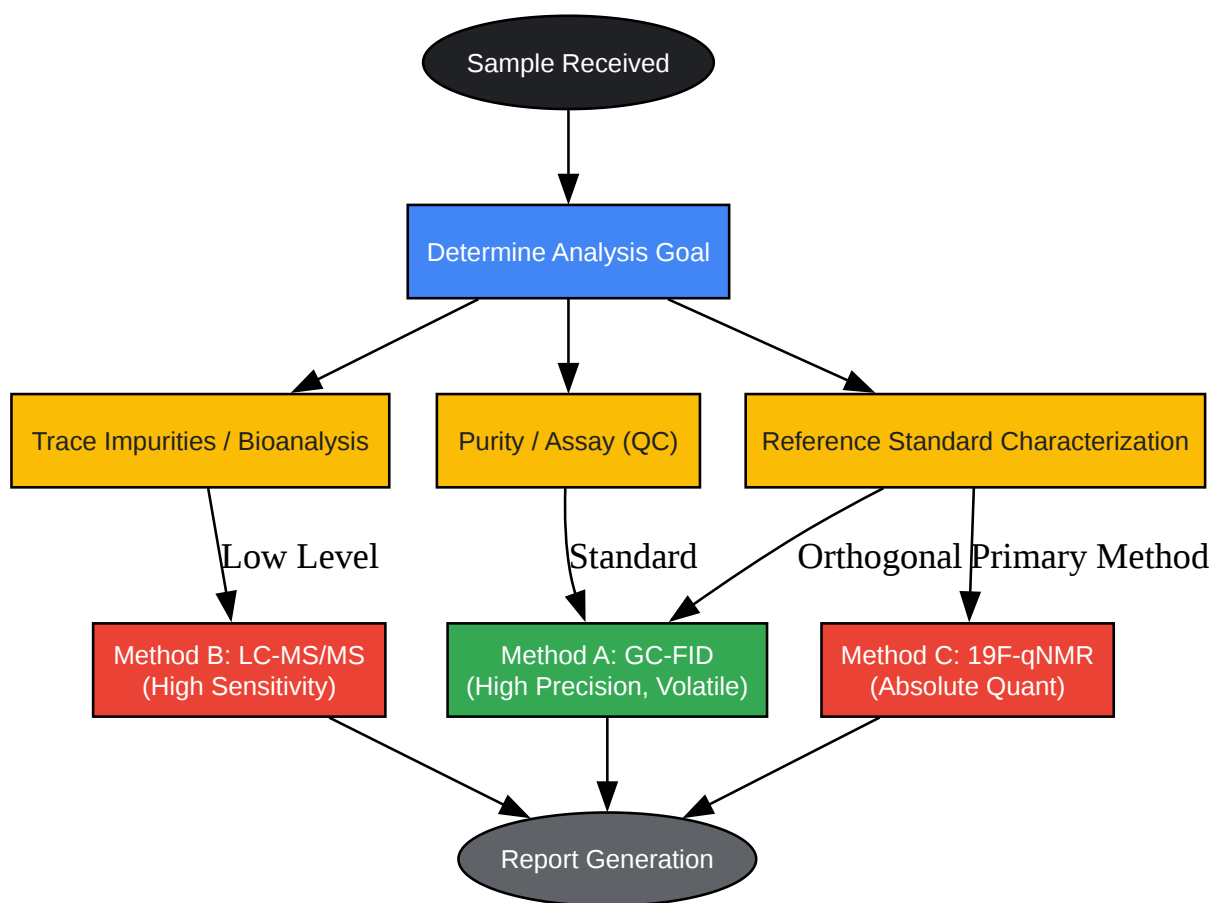 Sample Received
Determine Analysis Goal
Trace Impurities / Bioanalysis
Purity / Assay (QC)
Reference Standard Characterization
Low Level
Standard
Orthogonal
Primary Method
Method B: LC-MS/MS
(High Sensitivity)
Method A: GC-FID
(High Precision, Volatile)
Method C: 19F-qNMR
(Absolute Quant)
Report Generation